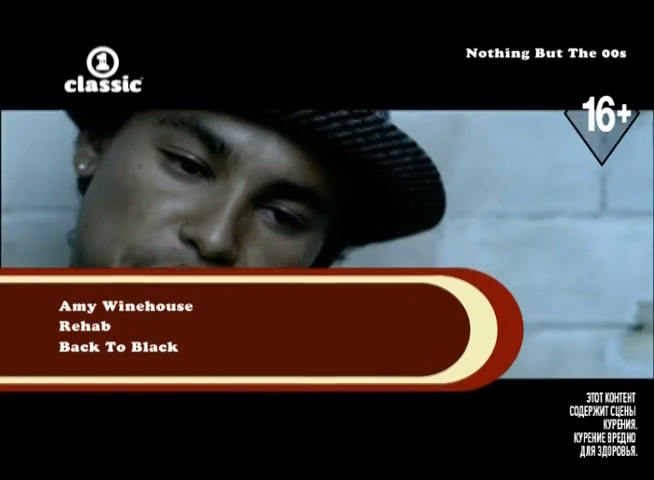 1
classic
Nothing But The 00s
16+
Amy Winehouse
Rehab
Back To Black
ЭТОТ КОНТЕНТ
СОДЕРЖИТ СЦЕНЫ
КУРЕНИЯ.
КУРЕНИЕ ВРЕДНО
ДЛЯ ЗДОРОВЬЯ.